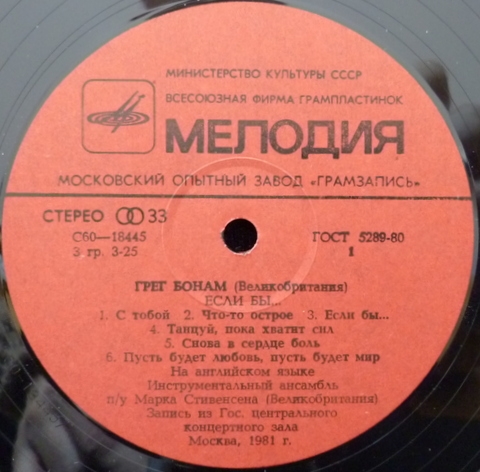 МИНИСТЕРСТВО КУЛЬТУРЫ СССР
ВСЕСОЮЗНАЯ ФИРМА ГРАМПЛАСТИНОК
МЕЛОДИЯ
МОСКОВСКИЙ ОПЫТНЫЙ ЗАВОД «ГРАМЗАПИСЬ»
СТЕРЕО 33
С60—18445
ГОСТ 5289-80
3 гр. 3-25
1
ГРЕГ БОНАМ (Великобритания)
ЕСЛИ БЫ...
1. С тобой 2. Что-то острое 3. Если бы...
4. Танцуй, пока хватит сил
5. Снова в сердце боль
6. Пусть будет любовь, пусть будет мир
На английском языке
Инструментальный ансамбль
п/у Марка Стивенсена (Великобритания)
Запись из Гос. центрального
концертного зала
Москва, 1981 г.